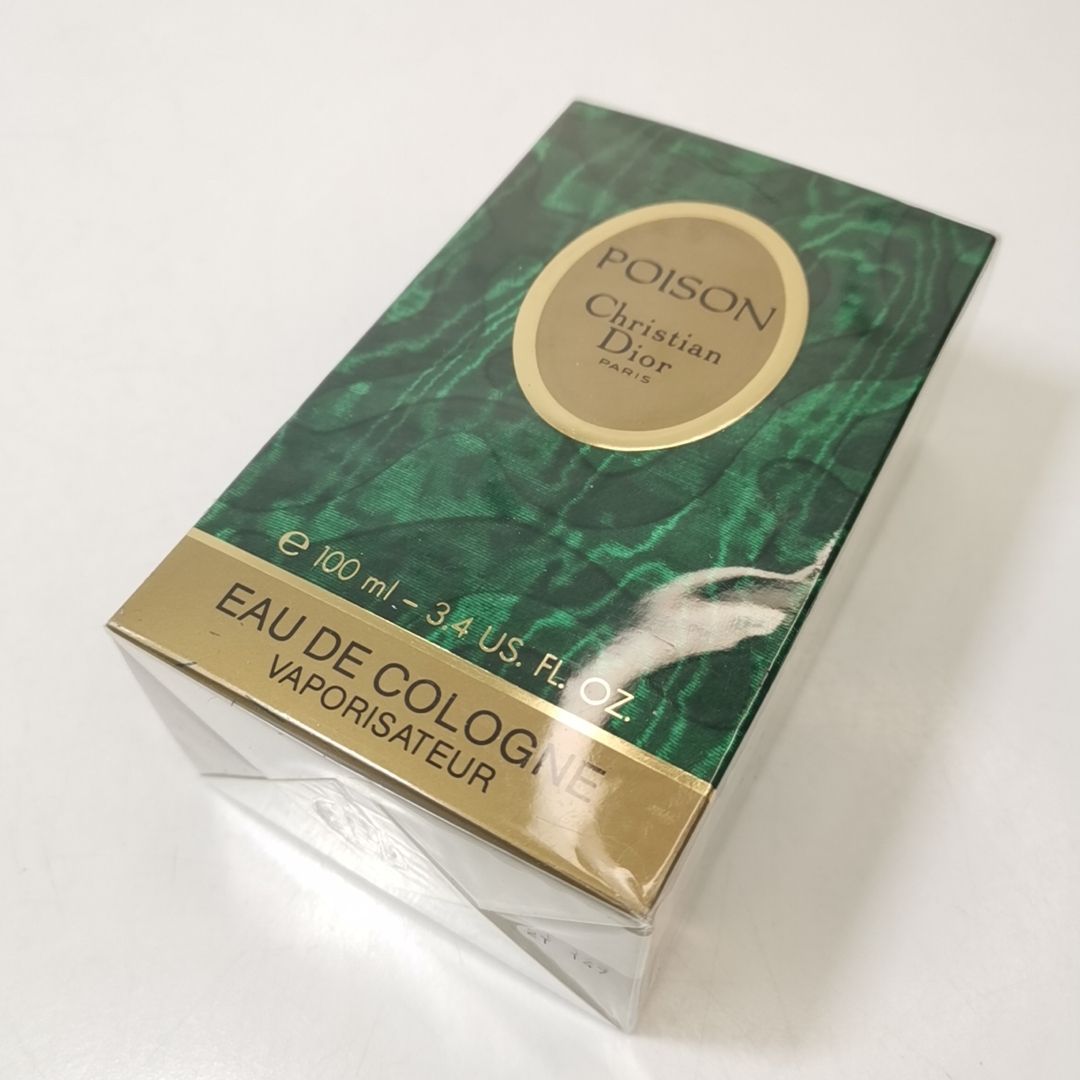 POISON
Christian
Dior
PARIS
e 100 ml - 3.4 US. FL. OZ.
EAU DE COLOGNE
VAPORISATEUR